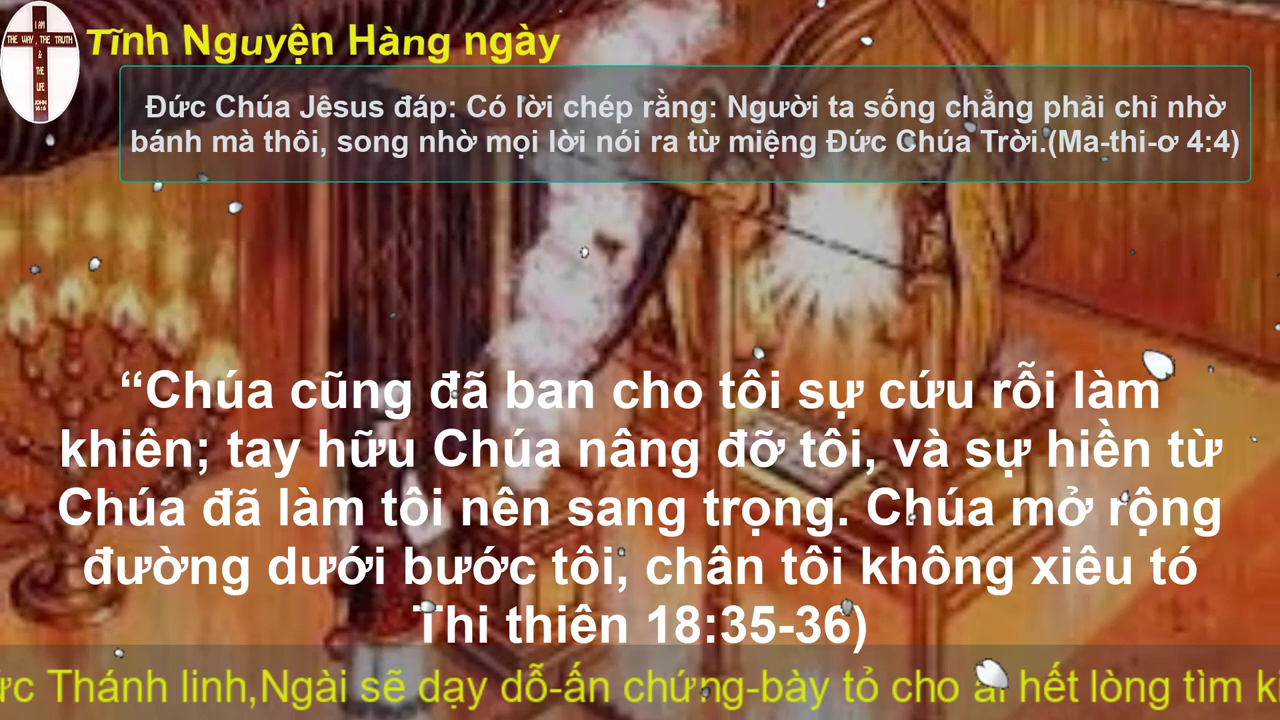 I AM
THE WAY, THE TRUTH
&
THE
LIFE
JOHN
Tĩnh Nguyện Hàng ngày
Đức Chúa Jêsus đáp: Có lời chép rằng: Người ta sống chẳng phải chỉ nhờ
bánh mà thôi, song nhờ mọi lời nói ra từ miệng Đức Chúa Trời.(Ma-thi-ơ 4:4)
“Chúa cũng đã ban cho tôi sự cứu rỗi làm
khiên; tay hữu Chúa nâng đỡ tôi, và sự hiền từ
Chúa đã làm tôi nên sang trọng. Chúa mở rộng
đường dưới bước tôi, chân tôi không xiêu tó
Thi thiên 18:35-36)
Thánh linh,Ngài sẽ dạy dỗ-ấn chứng-bày tỏ cho ai hết lòng tìm